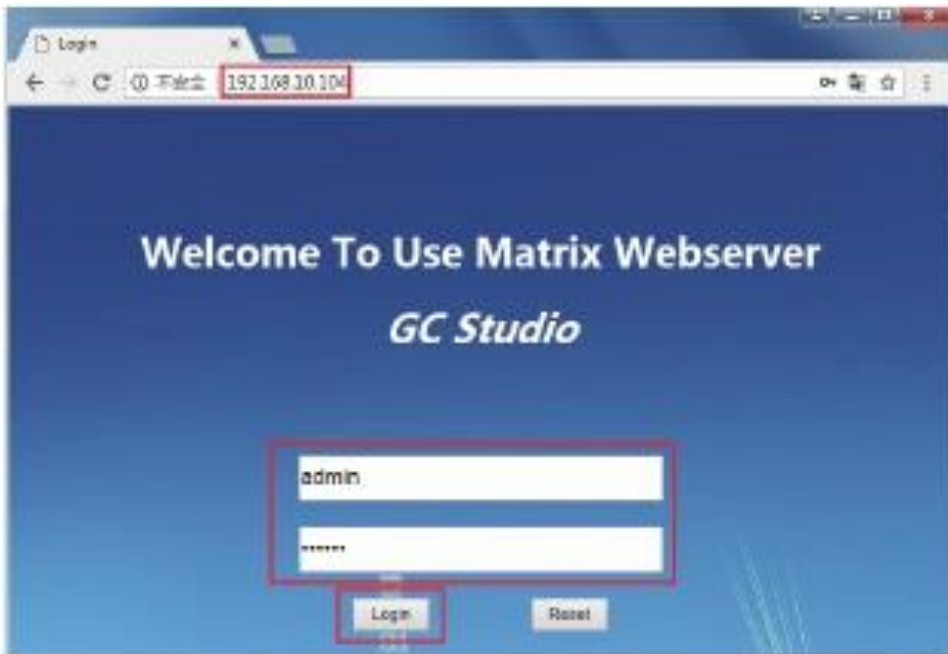 Login
不安全 192.168.10.104
Welcome To Use Matrix Webserver
GC Studio
admin
Login Reset